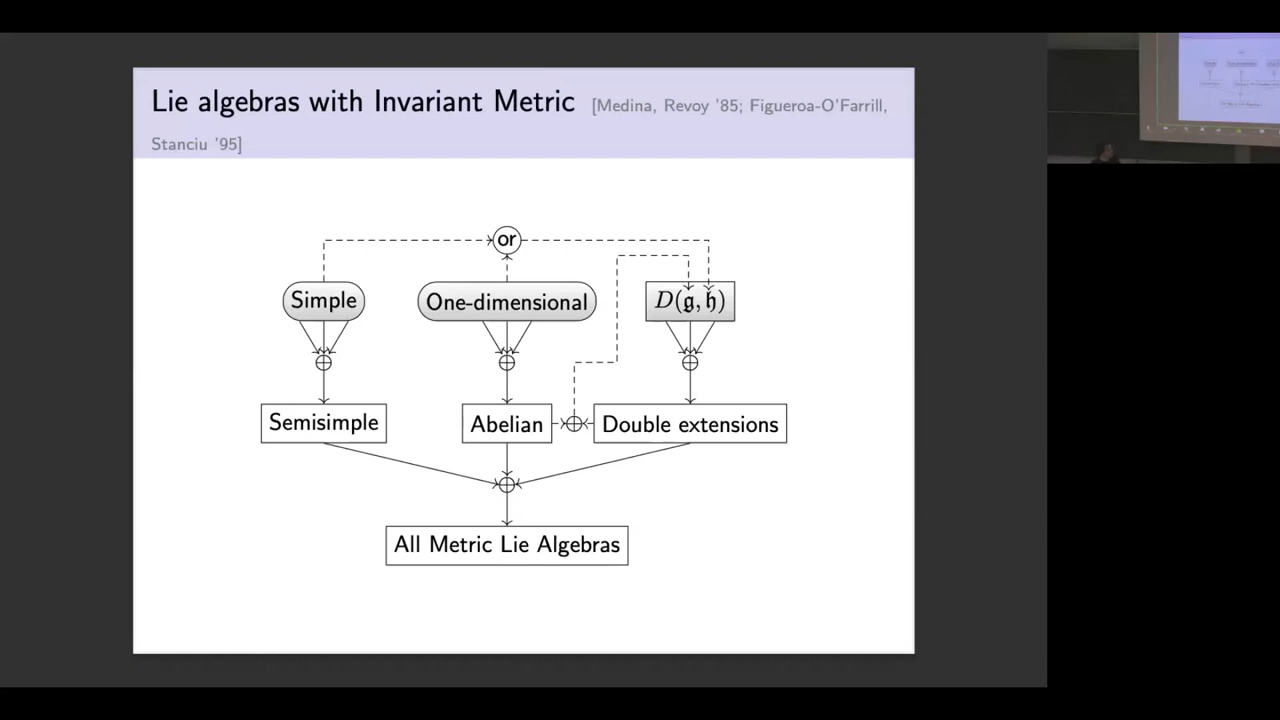 Lie algebras with Invariant Metric [Medina, Revoy '85; Figueroa-O'Farrill,
Stanciu '95]
or
Simple One-dimensional D(𝔤, 𝔥)
⊕ ⊕ ⊕
Semisimple Abelian ⊕ Double extensions
⊕
All Metric Lie Algebras